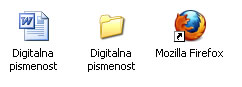 Digitalna
pismenost
Digitalna
pismenost
Mozilla Firefox